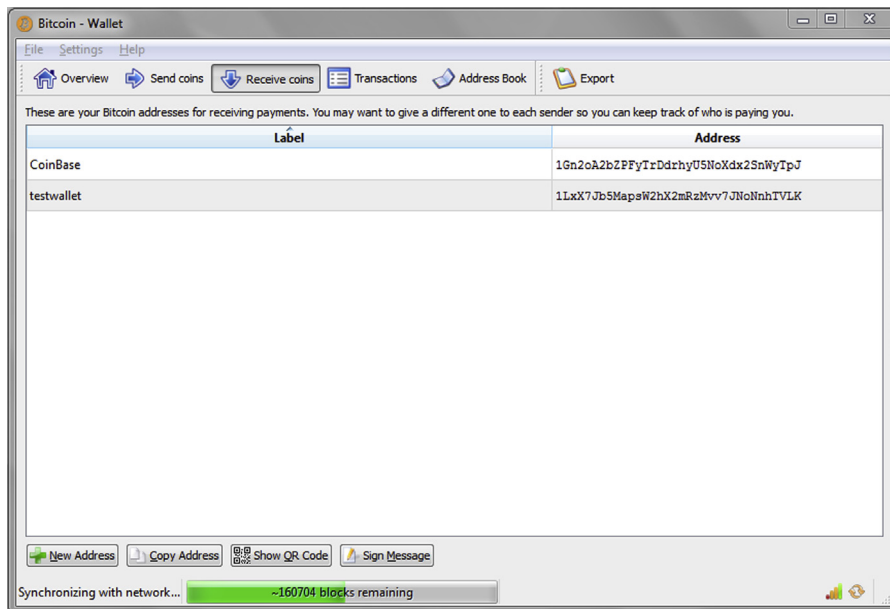 Bitcoin - Wallet
File Settings Help
Overview Send coins Receive coins Transactions Address Book Export
These are your Bitcoin addresses for receiving payments. You may want to give a different one to each sender so you can keep track of who is paying you.
Label Address
CoinBase 1Gn2oA2bZPFyTrDdrhyU5NoXdx2SnWyTpJ
testwallet 1LxX7Jb5MapsW2hX2mRzMvv7JNoNnhTVLK
New Address Copy Address Show QR Code Sign Message
Synchronizing with network... ~160704 blocks remaining